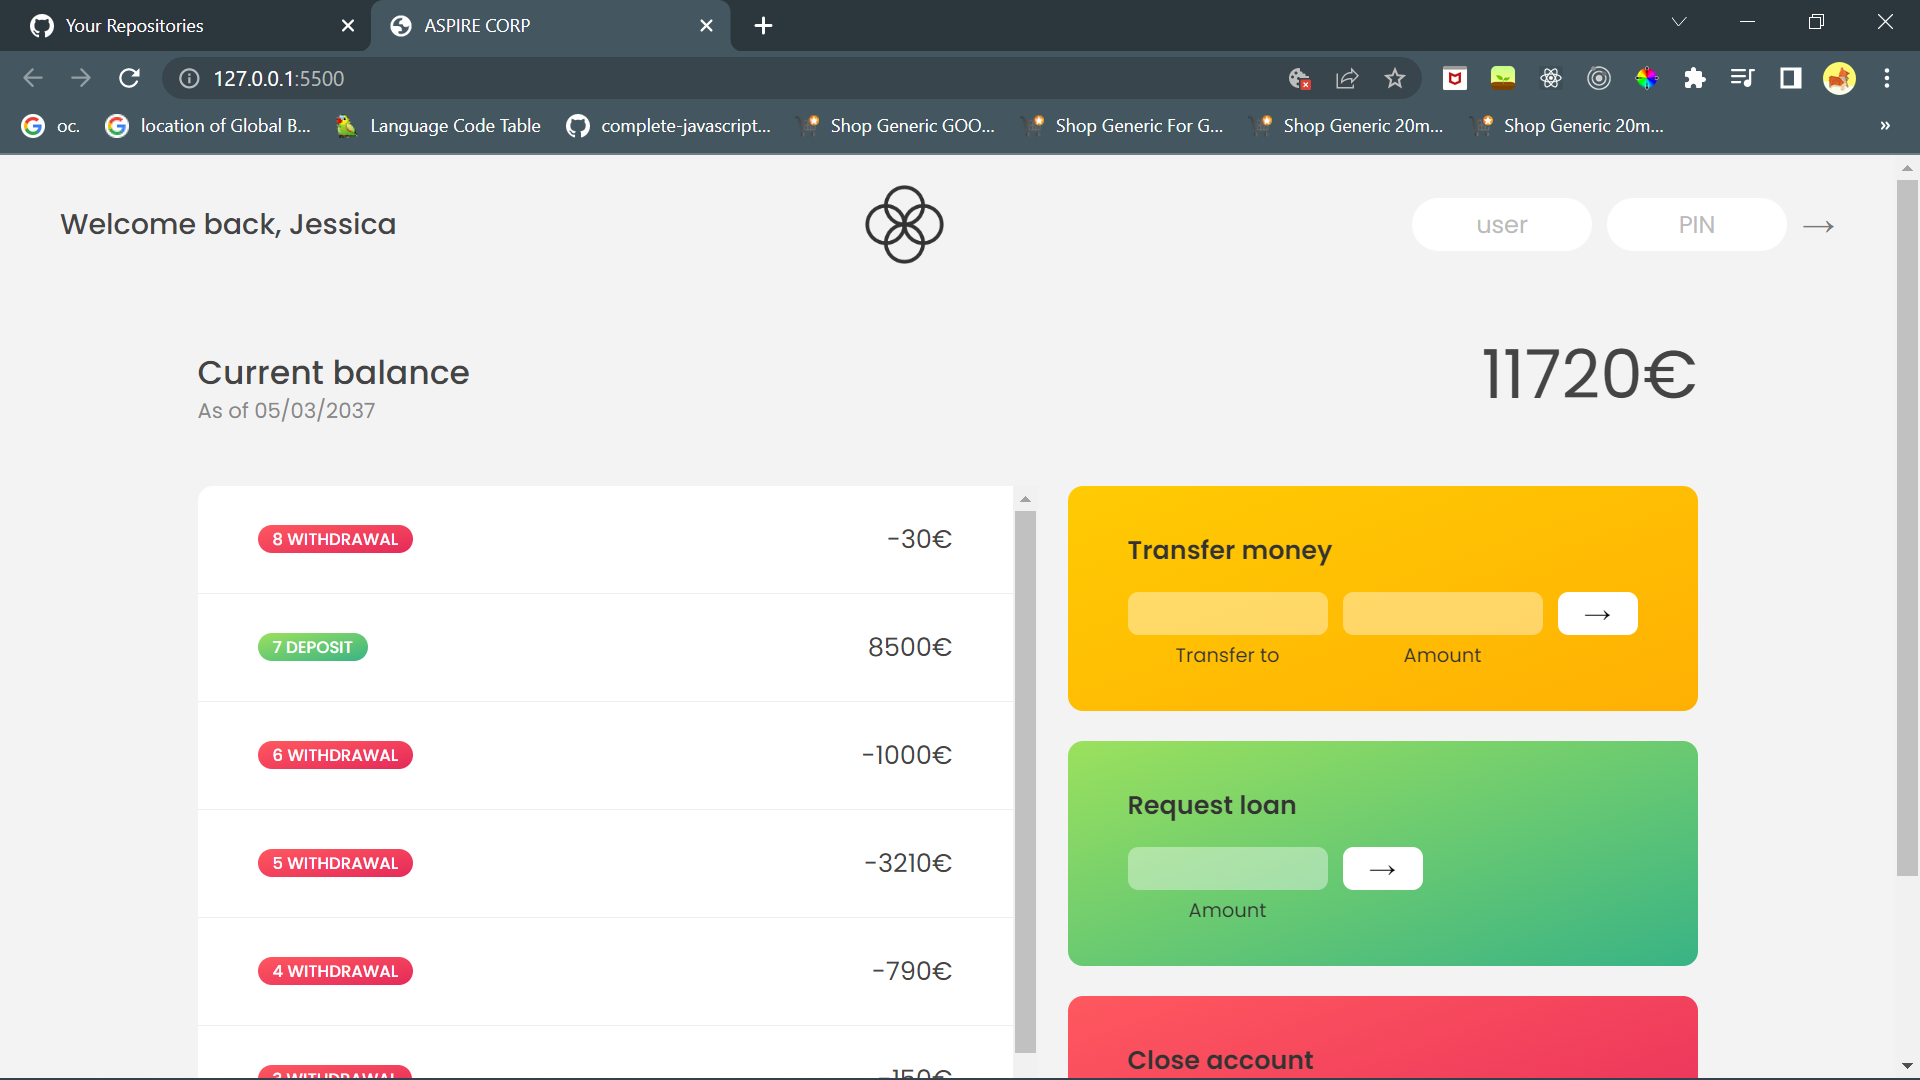 Your Repositories
ASPIRE CORP
127.0.0.1:5500
oc.
location of Global B...
Language Code Table
complete-javascript...
Shop Generic GOO...
Shop Generic For G...
Shop Generic 20m...
Shop Generic 20m...
»
Welcome back, Jessica
user
PIN
→
Current balance
11720€
As of 05/03/2037
8 WITHDRAWAL
-30€
7 DEPOSIT
8500€
6 WITHDRAWAL
-1000€
5 WITHDRAWAL
-3210€
4 WITHDRAWAL
-790€
3 WITHDRAWAL
-150€
Transfer money
→
Transfer to
Amount
Request loan
→
Amount
Close account